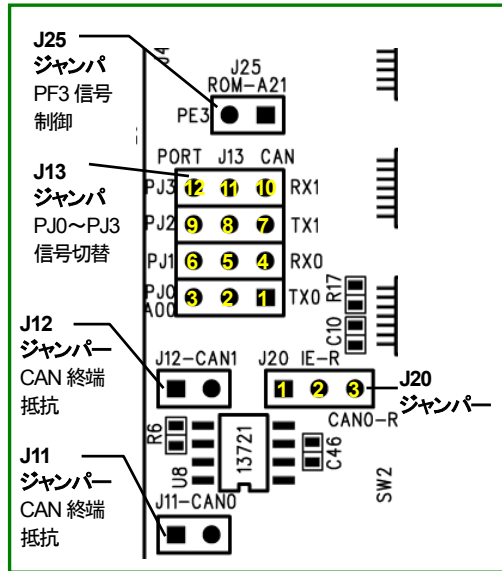 J25
ジャンパ
PF3 信号
制御
J4
J25
ROM-A21
PE3
J13
ジャンパ
PJ0～PJ3
信号切替
PORT J13 CAN
PJ3 12 11 10 RX1
PJ2 9 8 7 TX1
PJ1 6 5 4 RX0
PJ0 3 2 1 TX0
A00
R17
C10
J12
ジャンパー
CAN 終端
抵抗
J12-CAN1
J20 IE-R
1 2 3
CAN0-R
J20
ジャンパー
R6
U8
13721
C46
SW2
J11
ジャンパー
CAN 終端
抵抗
J11-CAN0